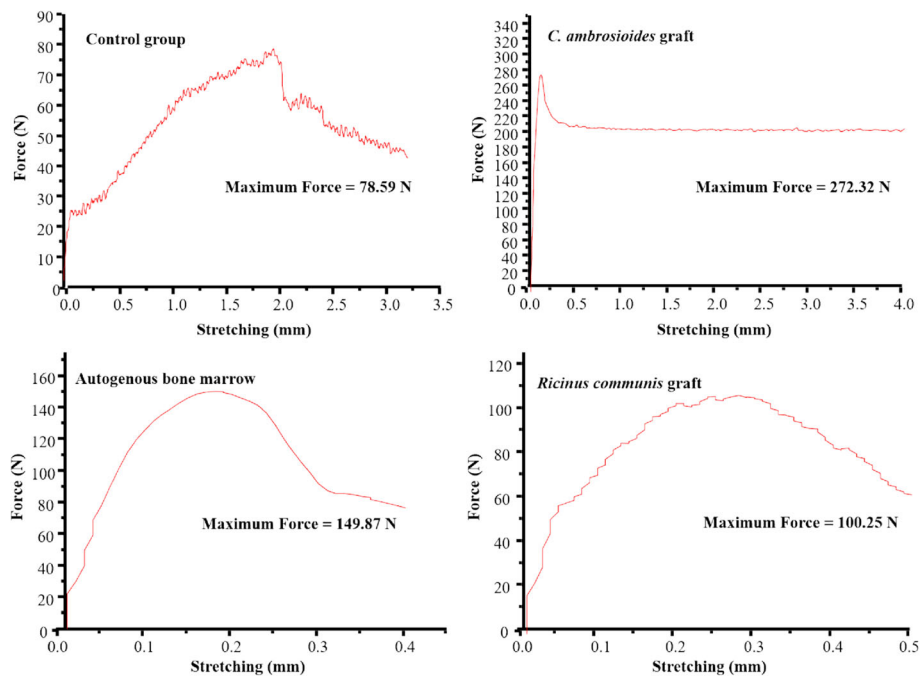 Control group
Force (N)
90
80
70
60
50
40
30
20
10
0
Maximum Force = 78.59 N
0.0 0.5 1.0 1.5 2.0 2.5 3.0 3.5
Stretching (mm)
C. ambrosioides graft
Force (N)
340
320
300
280
260
240
220
200
180
160
140
120
100
80
60
40
20
0
Maximum Force = 272.32 N
0.0 0.5 1.0 1.5 2.0 2.5 3.0 3.5 4.0
Stretching (mm)
Autogenous bone marrow
Force (N)
160
140
120
100
80
60
40
20
0
Maximum Force = 149.87 N
0.0 0.1 0.2 0.3 0.4
Stretching (mm)
Ricinus communis graft
Force (N)
120
100
80
60
40
20
0
Maximum Force = 100.25 N
0.0 0.1 0.2 0.3 0.4 0.5
Stretching (mm)